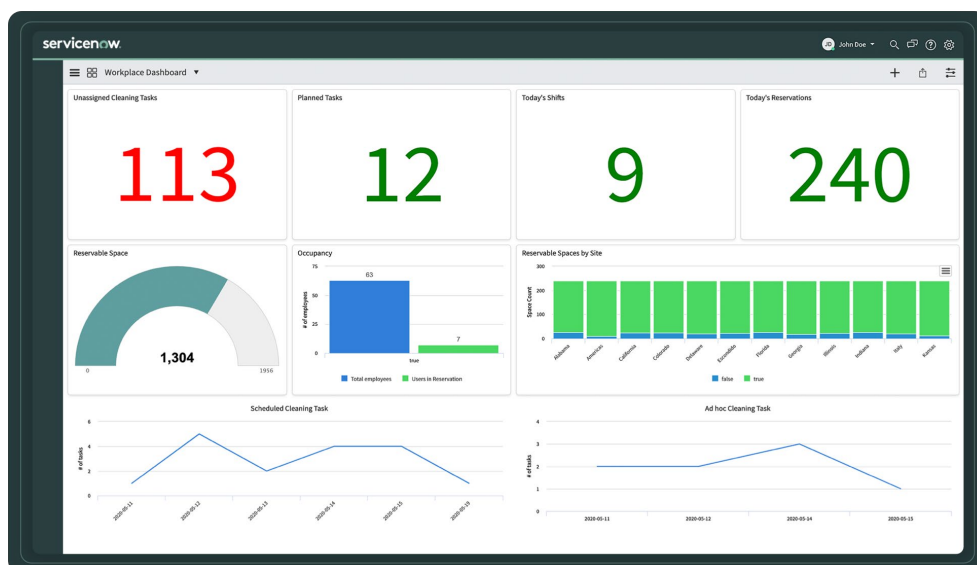 servicenow.
JD John Doe
Workplace Dashboard
Unassigned Cleaning Tasks
113
Planned Tasks
12
Today's Shifts
9
Today's Reservations
240
Reservable Space
1,304
0
1956
Occupancy
# of employees
75
50
25
0
63
7
true
Total employees
Users in Reservation
Reservable Spaces by Site
Space Count
300
200
100
0
Alabama
Americas
California
Colorado
Delaware
Escundido
Florida
Georgia
Illinois
Indiana
Italy
Kansas
false
true
Scheduled Cleaning Task
# of tasks
6
4
2
0
2020-05-11
2020-05-12
2020-05-13
2020-05-14
2020-05-15
2020-05-19
Ad hoc Cleaning Task
# of tasks
4
3
2
1
0
2020-05-11
2020-05-12
2020-05-14
2020-05-15